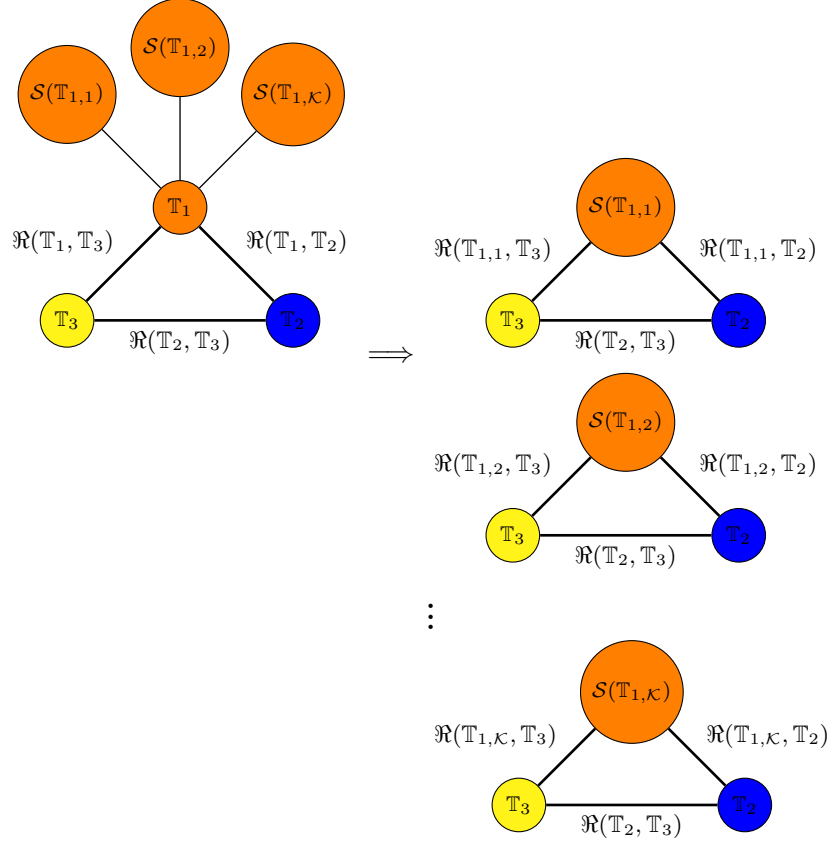 𝒮(𝕋₁,₂)
𝒮(𝕋₁,₁)
𝒮(𝕋₁,𝒦)
𝕋₁
ℜ(𝕋₁, 𝕋₃)
ℜ(𝕋₁, 𝕋₂)
𝕋₃
𝕋₂
ℜ(𝕋₂, 𝕋₃)
⟹
𝒮(𝕋₁,₁)
ℜ(𝕋₁,₁, 𝕋₃)
ℜ(𝕋₁,₁, 𝕋₂)
𝕋₃
𝕋₂
ℜ(𝕋₂, 𝕋₃)
𝒮(𝕋₁,₂)
ℜ(𝕋₁,₂, 𝕋₃)
ℜ(𝕋₁,₂, 𝕋₂)
𝕋₃
𝕋₂
ℜ(𝕋₂, 𝕋₃)
⋮
𝒮(𝕋₁,𝒦)
ℜ(𝕋₁,𝒦, 𝕋₃)
ℜ(𝕋₁,𝒦, 𝕋₂)
𝕋₃
𝕋₂
ℜ(𝕋₂, 𝕋₃)